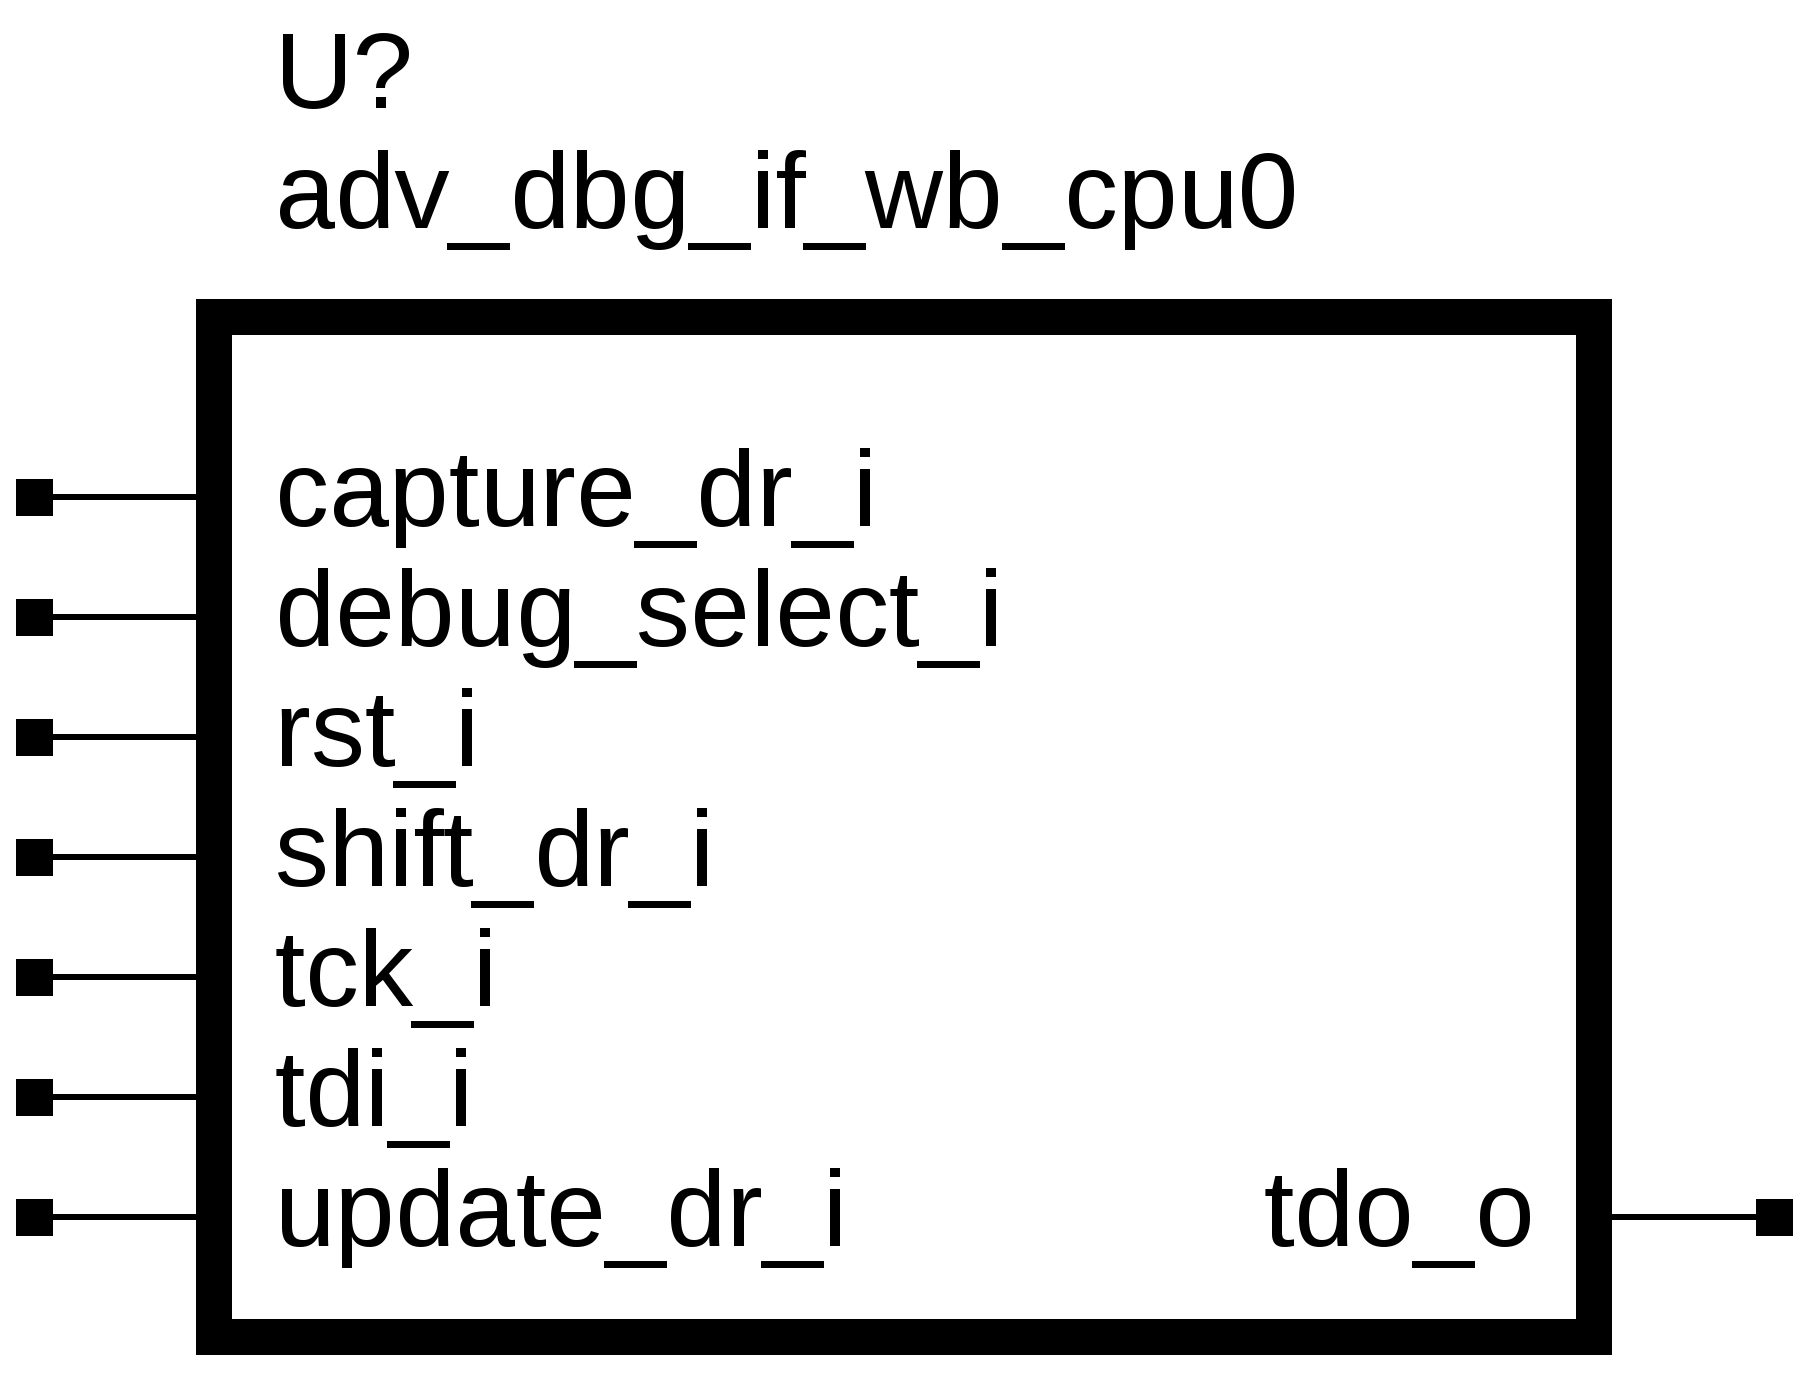 U?
adv_dbg_if_wb_cpu0
capture_dr_i
debug_select_i
rst_i
shift_dr_i
tck_i
tdi_i
update_dr_i tdo_o